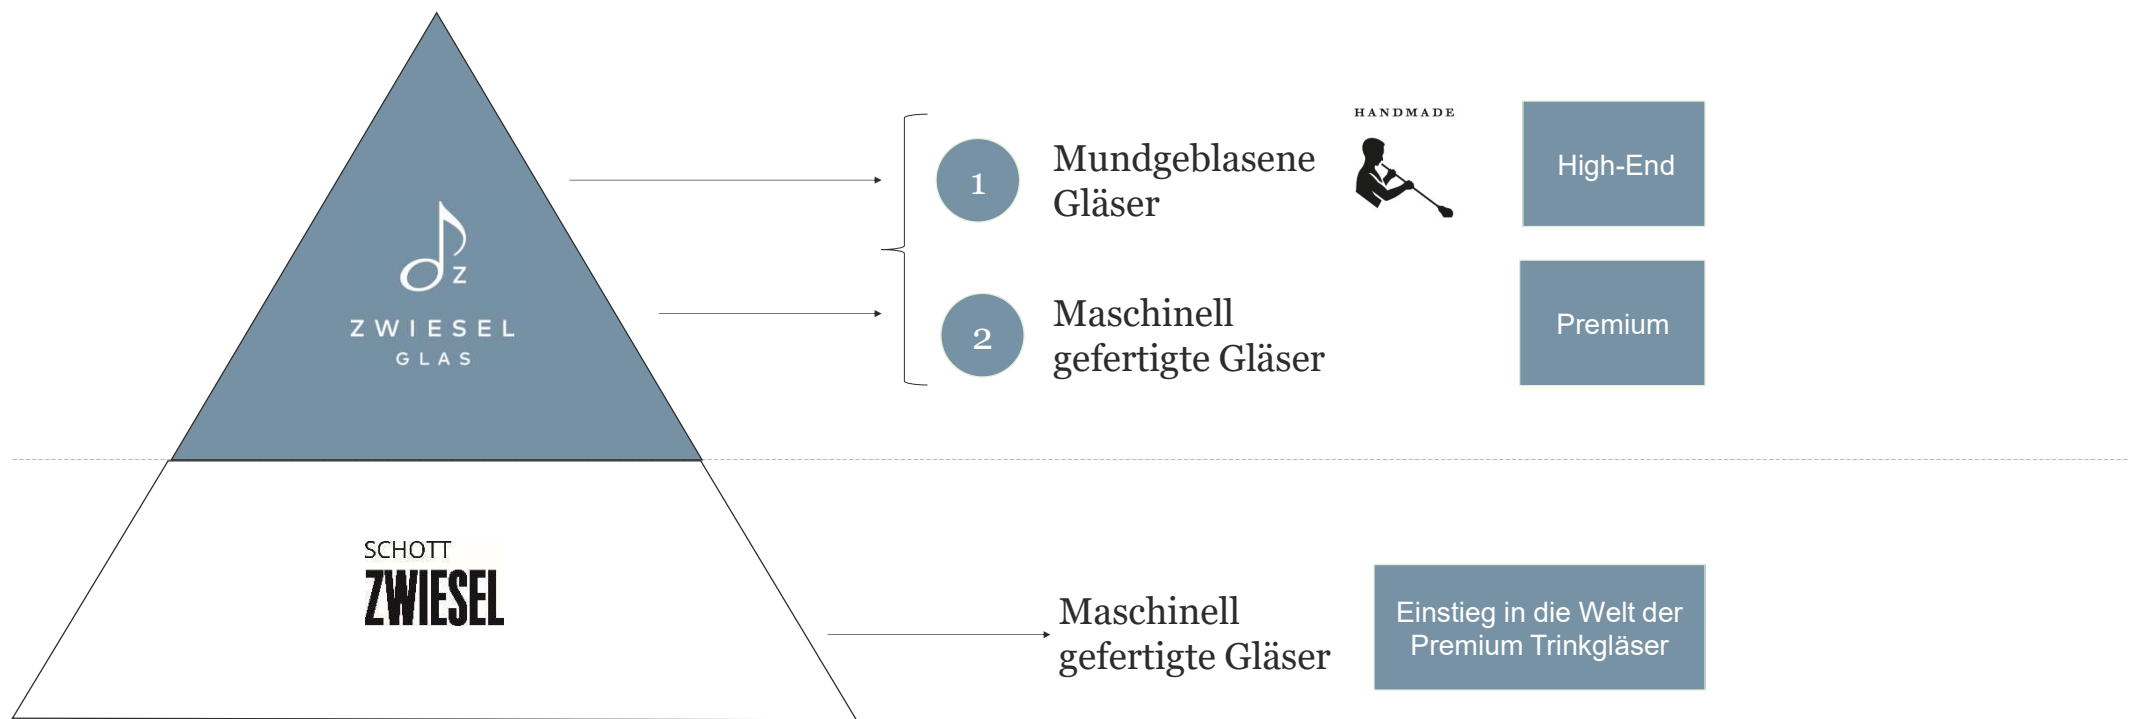 HANDMADE
1
Mundgeblasene
Gläser
High-End
Z
ZWIESEL
GLAS
2
Maschinell
gefertigte Gläser
Premium
SCHOTT
ZWIESEL
Maschinell
gefertigte Gläser
Einstieg in die Welt der
Premium Trinkgläser